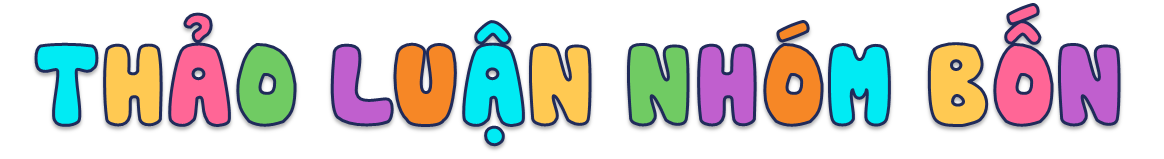 THẢO LUẬN NHÓM BỐN